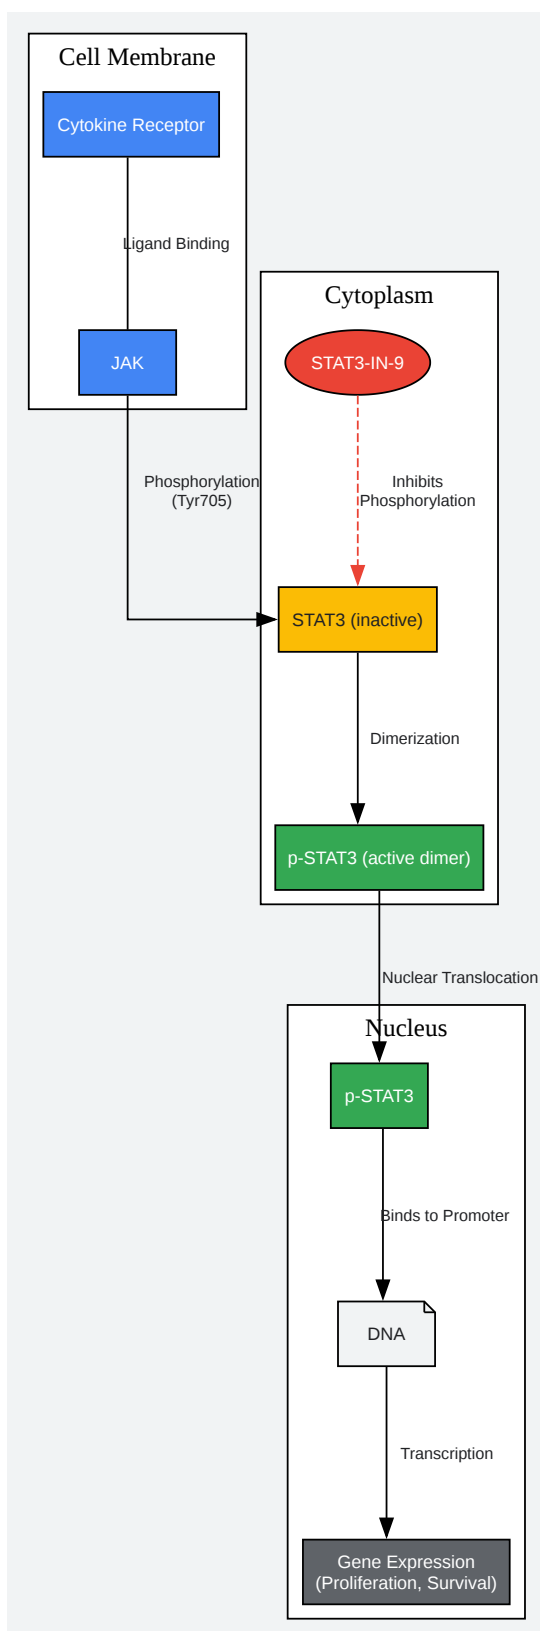 Cell Membrane
Cytokine Receptor
Ligand Binding
JAK
Phosphorylation
(Tyr705)
Cytoplasm
STAT3-IN-9
Inhibits
Phosphorylation
STAT3 (inactive)
Dimerization
p-STAT3 (active dimer)
Nuclear Translocation
Nucleus
p-STAT3
Binds to Promoter
DNA
Transcription
Gene Expression
(Proliferation, Survival)